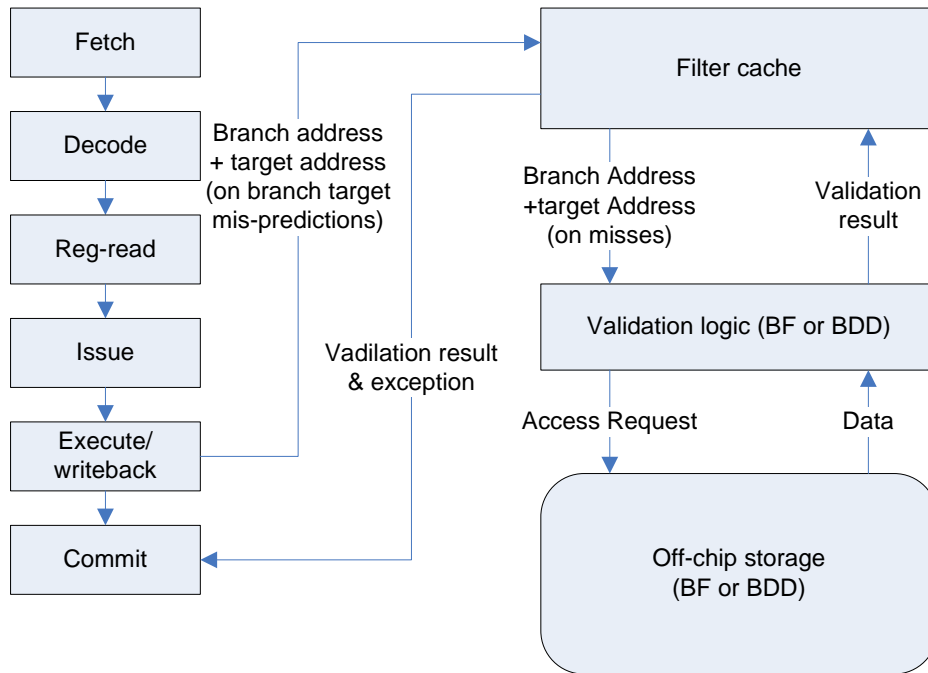 Fetch
Decode
Reg-read
Issue
Execute/
writeback
Commit
Branch address
+ target address
(on branch target
mis-predictions)
Vadilation result
& exception
Filter cache
Branch Address
+target Address
(on misses)
Validation
result
Validation logic (BF or BDD)
Access Request
Data
Off-chip storage
(BF or BDD)